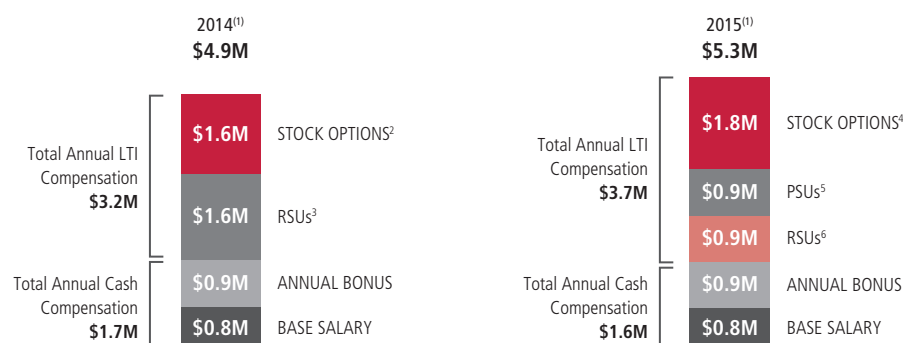 2014(1)
$4.9M
Total Annual LTI
Compensation
$3.2M
$1.6M STOCK OPTIONS2
$1.6M RSUs3
Total Annual Cash
Compensation
$1.7M
$0.9M ANNUAL BONUS
$0.8M BASE SALARY
2015(1)
$5.3M
Total Annual LTI
Compensation
$3.7M
$1.8M STOCK OPTIONS4
$0.9M PSUs5
$0.9M RSUs6
Total Annual Cash
Compensation
$1.6M
$0.9M ANNUAL BONUS
$0.8M BASE SALARY